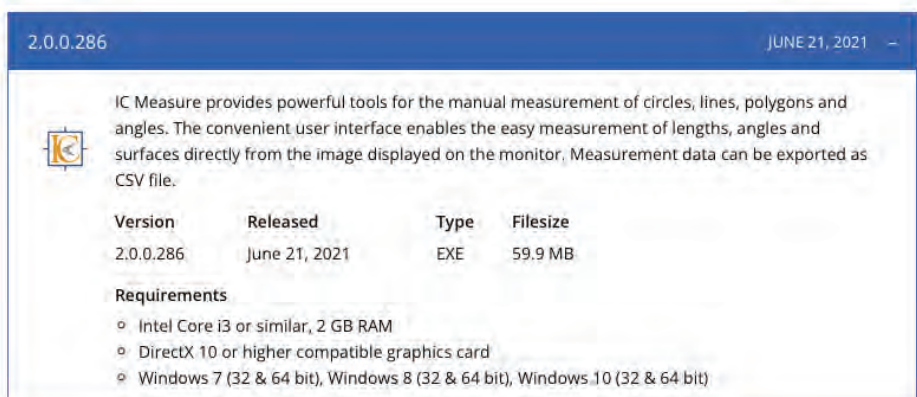 2.0.0.286 JUNE 21, 2021 –
IC Measure provides powerful tools for the manual measurement of circles, lines, polygons and
angles. The convenient user interface enables the easy measurement of lengths, angles and
IC
surfaces directly from the image displayed on the monitor. Measurement data can be exported as
CSV file.
Version Released Type Filesize
2.0.0.286 June 21, 2021 EXE 59.9 MB
Requirements
Intel Core i3 or similar, 2 GB RAM
DirectX 10 or higher compatible graphics card
Windows 7 (32 & 64 bit), Windows 8 (32 & 64 bit), Windows 10 (32 & 64 bit)